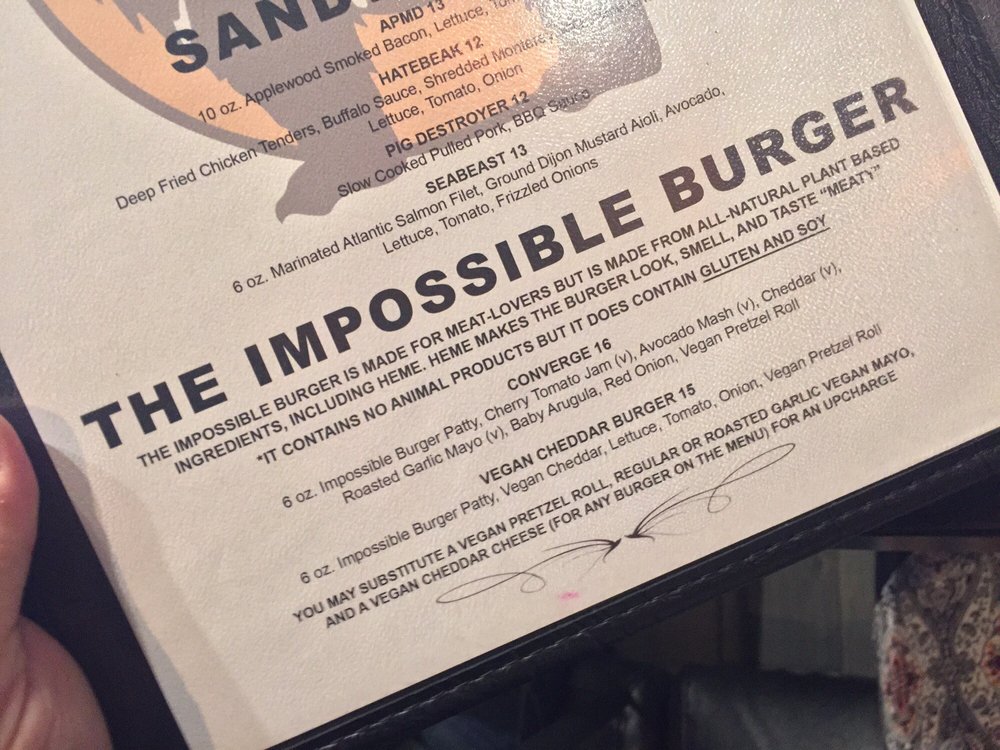 SAND
APMD 13
10 oz. Applewood Smoked Bacon, Lettuce,
HATEBEAK 12
Deep Fried Chicken Tenders, Buffalo Sauce, Shredded Monterey
Lettuce, Tomato, Onion
PIG DESTROYER 12
Slow Cooked Pulled Pork, BBQ Sauce
SEABEAST 13
6 oz. Marinated Atlantic Salmon Filet, Ground Dijon Mustard Aioli, Avocado,
Lettuce, Tomato, Frizzled Onions
THE IMPOSSIBLE BURGER
THE IMPOSSIBLE BURGER IS MADE FOR MEAT-LOVERS BUT IS MADE FROM ALL-NATURAL PLANT BASED
INGREDIENTS, INCLUDING HEME. HEME MAKES THE BURGER LOOK, SMELL, AND TASTE "MEATY"
*IT CONTAINS NO ANIMAL PRODUCTS BUT IT DOES CONTAIN GLUTEN AND SOY
CONVERGE 16
6 oz. Impossible Burger Patty, Cherry Tomato Jam (v), Avocado Mash (v), Cheddar (v),
Roasted Garlic Mayo (v), Baby Arugula, Red Onion, Vegan Pretzel Roll
VEGAN CHEDDAR BURGER 15
6 oz. Impossible Burger Patty, Vegan Cheddar, Lettuce, Tomato, Onion, Vegan Pretzel Roll
YOU MAY SUBSTITUTE A VEGAN PRETZEL ROLL, REGULAR OR ROASTED GARLIC VEGAN MAYO,
AND A VEGAN CHEDDAR CHEESE (FOR ANY BURGER ON THE MENU) FOR AN UPCHARGE